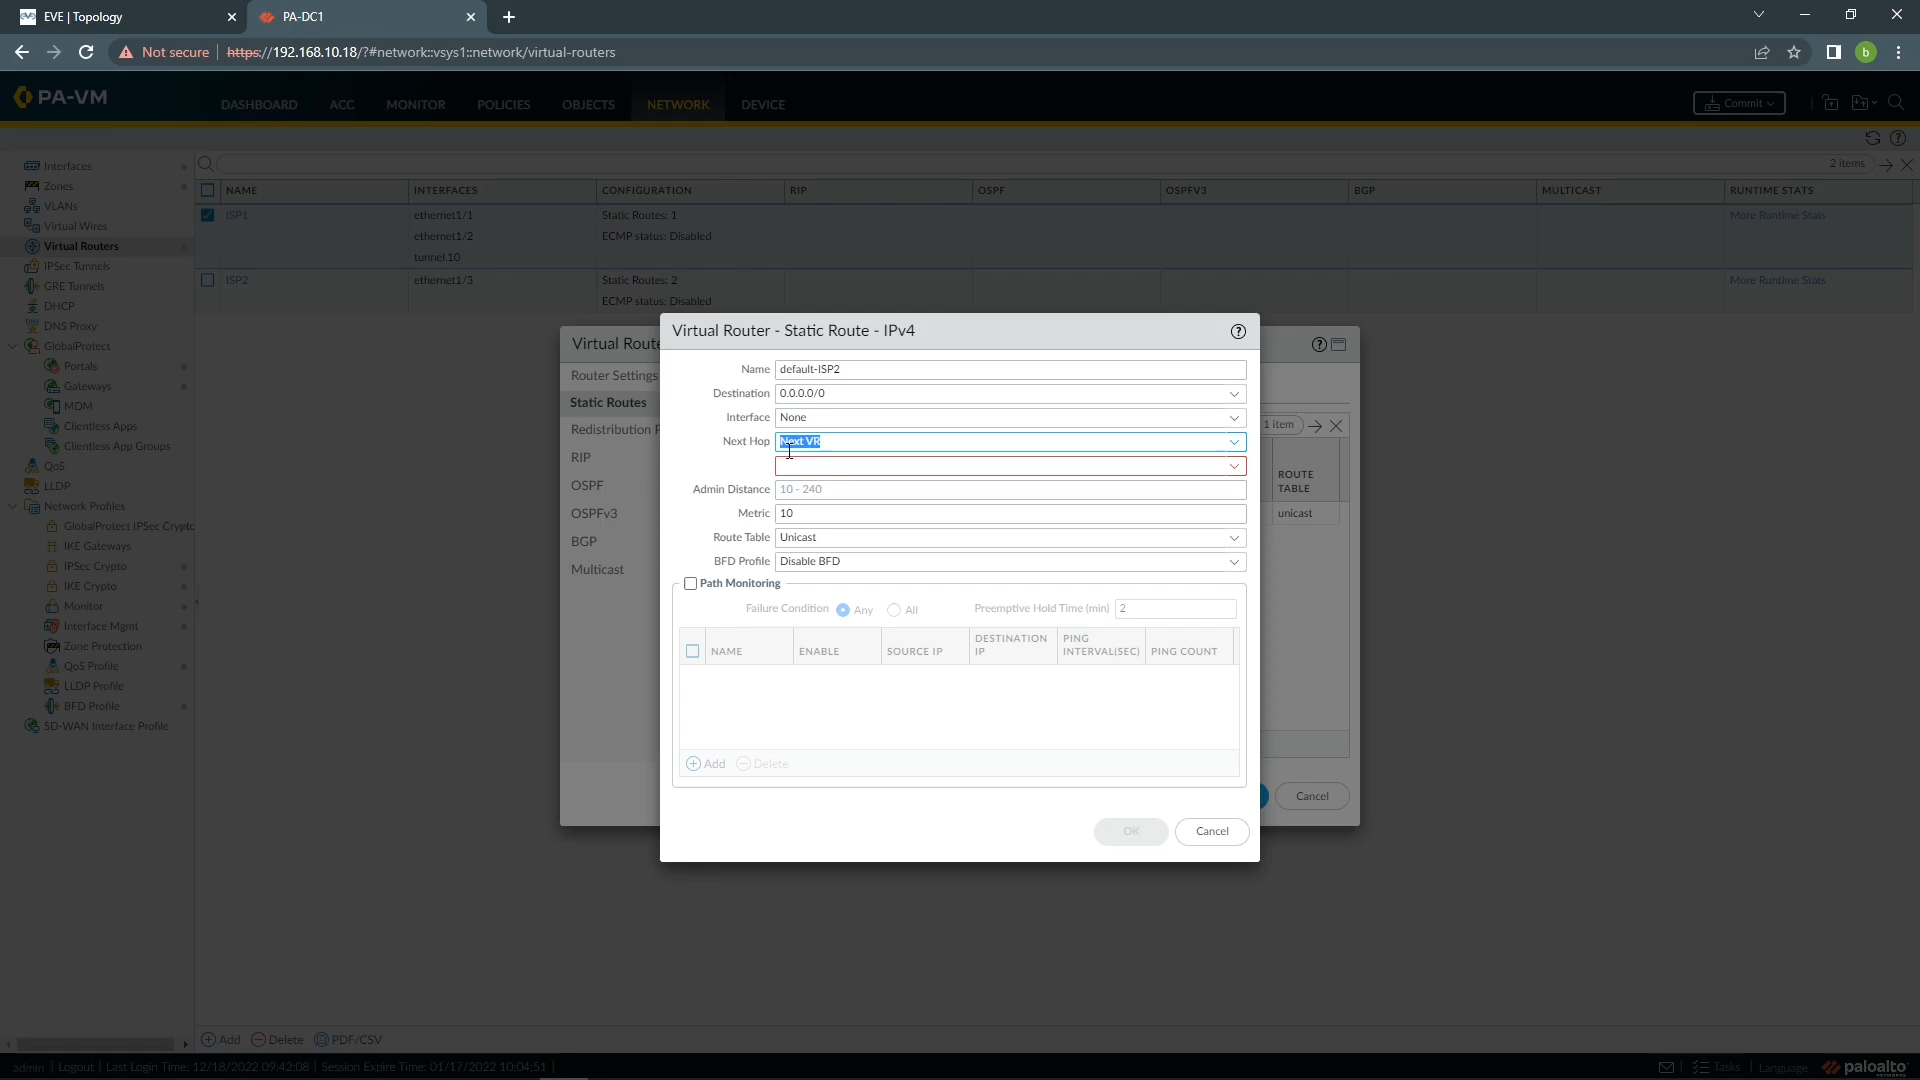 EVE | Topology
PA-DC1
Not secure | https://192.168.10.18/?#network::vsys1::network/virtual-routers
b
PA-VM
DASHBOARD ACC MONITOR POLICIES OBJECTS NETWORK DEVICE
Commit
2 items
Interfaces
Zones
VLANs
Virtual Wires
Virtual Routers
IPSec Tunnels
GRE Tunnels
DHCP
DNS Proxy
GlobalProtect
Portals
Gateways
MDM
Clientless Apps
Clientless App Groups
QoS
LLDP
Network Profiles
GlobalProtect IPSec Crypto
IKE Gateways
IPSec Crypto
IKE Crypto
Monitor
Interface Mgmt
Zone Protection
QoS Profile
LLDP Profile
BFD Profile
SD-WAN Interface Profile
NAME INTERFACES CONFIGURATION RIP OSPF OSPFV3 BGP MULTICAST RUNTIME STATS
ISP1 ethernet1/1 Static Routes: 1 More Runtime Stats
ethernet1/2 ECMP status: Disabled
tunnel.10
ISP2 ethernet1/3 Static Routes: 2 More Runtime Stats
ECMP status: Disabled
Virtual Route
Router Settings
Static Routes
Redistribution P
RIP
OSPF
OSPFv3
BGP
Multicast
1 item
ROUTE
TABLE
unicast
Cancel
Virtual Router - Static Route - IPv4
Name default-ISP2
Destination 0.0.0.0/0
Interface None
Next Hop Next VR
Admin Distance 10 - 240
Metric 10
Route Table Unicast
BFD Profile Disable BFD
Path Monitoring
Failure Condition Any All Preemptive Hold Time (min) 2
NAME ENABLE SOURCE IP DESTINATION IP PING INTERVAL(SEC) PING COUNT
Add Delete
OK Cancel
Add Delete PDF/CSV
admin | Logout | Last Login Time: 12/18/2022 09:42:08 | Session Expire Time: 01/17/2022 10:04:51 |
Tasks | Language
paloalto
NETWORKS